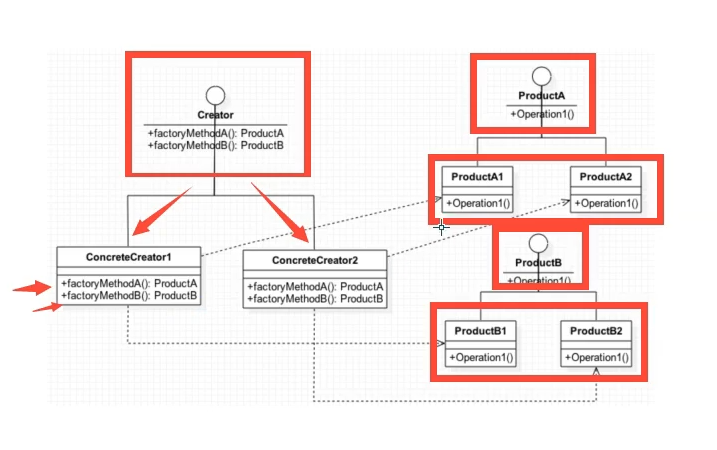 Creator
+factoryMethodA(): ProductA
+factoryMethodB(): ProductB
ProductA
+Operation1()
ProductA1
+Operation1()
ProductA2
+Operation1()
ConcreteCreator1
+factoryMethodA(): ProductA
+factoryMethodB(): ProductB
ConcreteCreator2
+factoryMethodA(): ProductA
+factoryMethodB(): ProductB
ProductB
+Operation1()
ProductB1
+Operation1()
ProductB2
+Operation1()